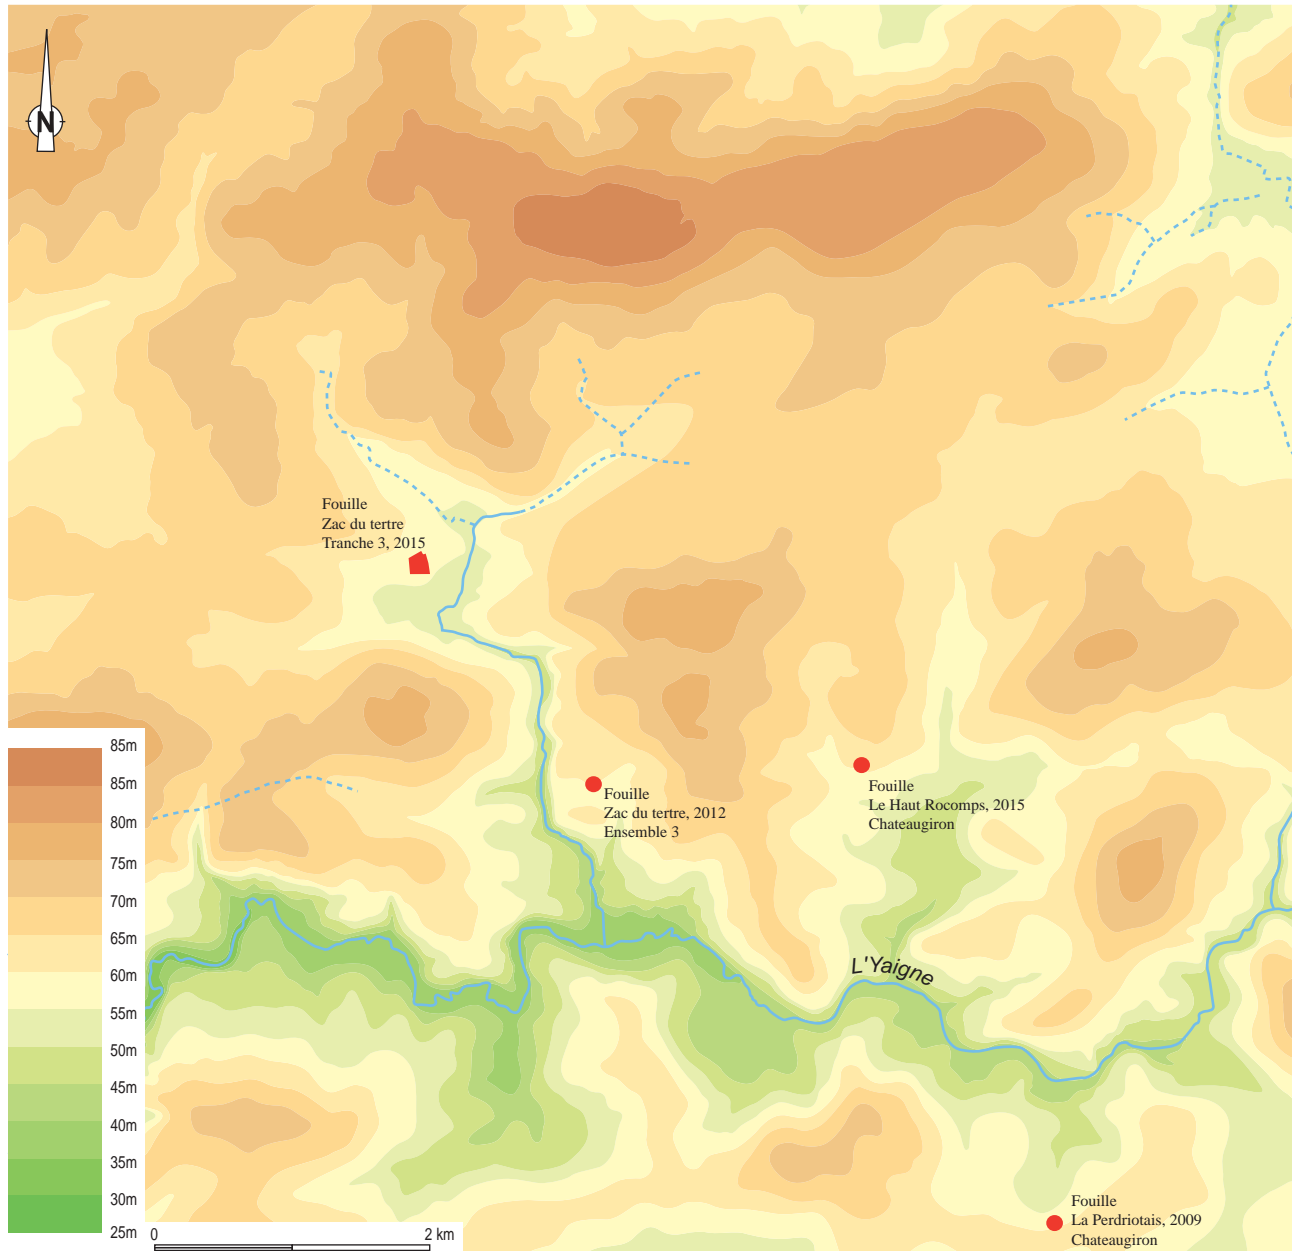 N
Fouille
Zac du tertre
Tranche 3, 2015
Fouille
Zac du tertre, 2012
Ensemble 3
Fouille
Le Haut Rocomps, 2015
Chateaugiron
L'Yaigne
85m
85m
80m
75m
70m
65m
60m
55m
50m
45m
40m
35m
30m
25m
0 2 km
Fouille
La Perdriotais, 2009
Chateaugiron